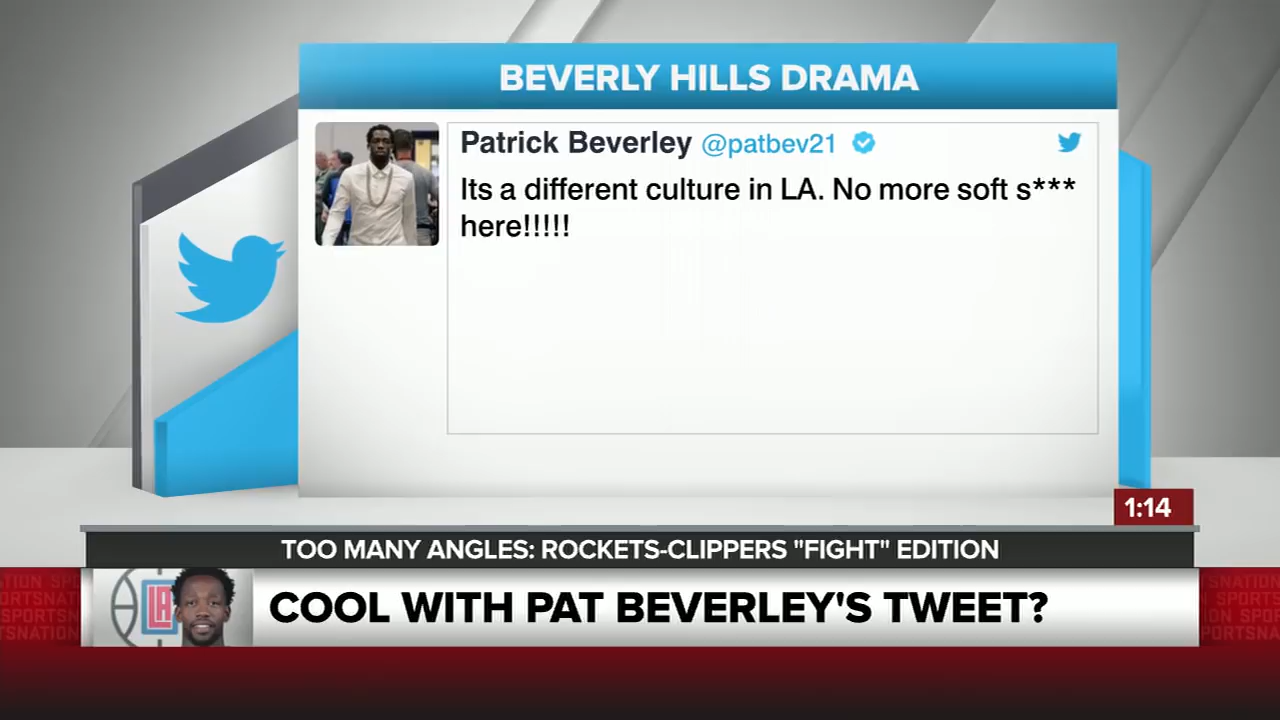 BEVERLY HILLS DRAMA
Patrick Beverley @patbev21
Its a different culture in LA. No more soft s***
here!!!!!
1:14
TOO MANY ANGLES: ROCKETS-CLIPPERS "FIGHT" EDITION
LA
COOL WITH PAT BEVERLEY'S TWEET?